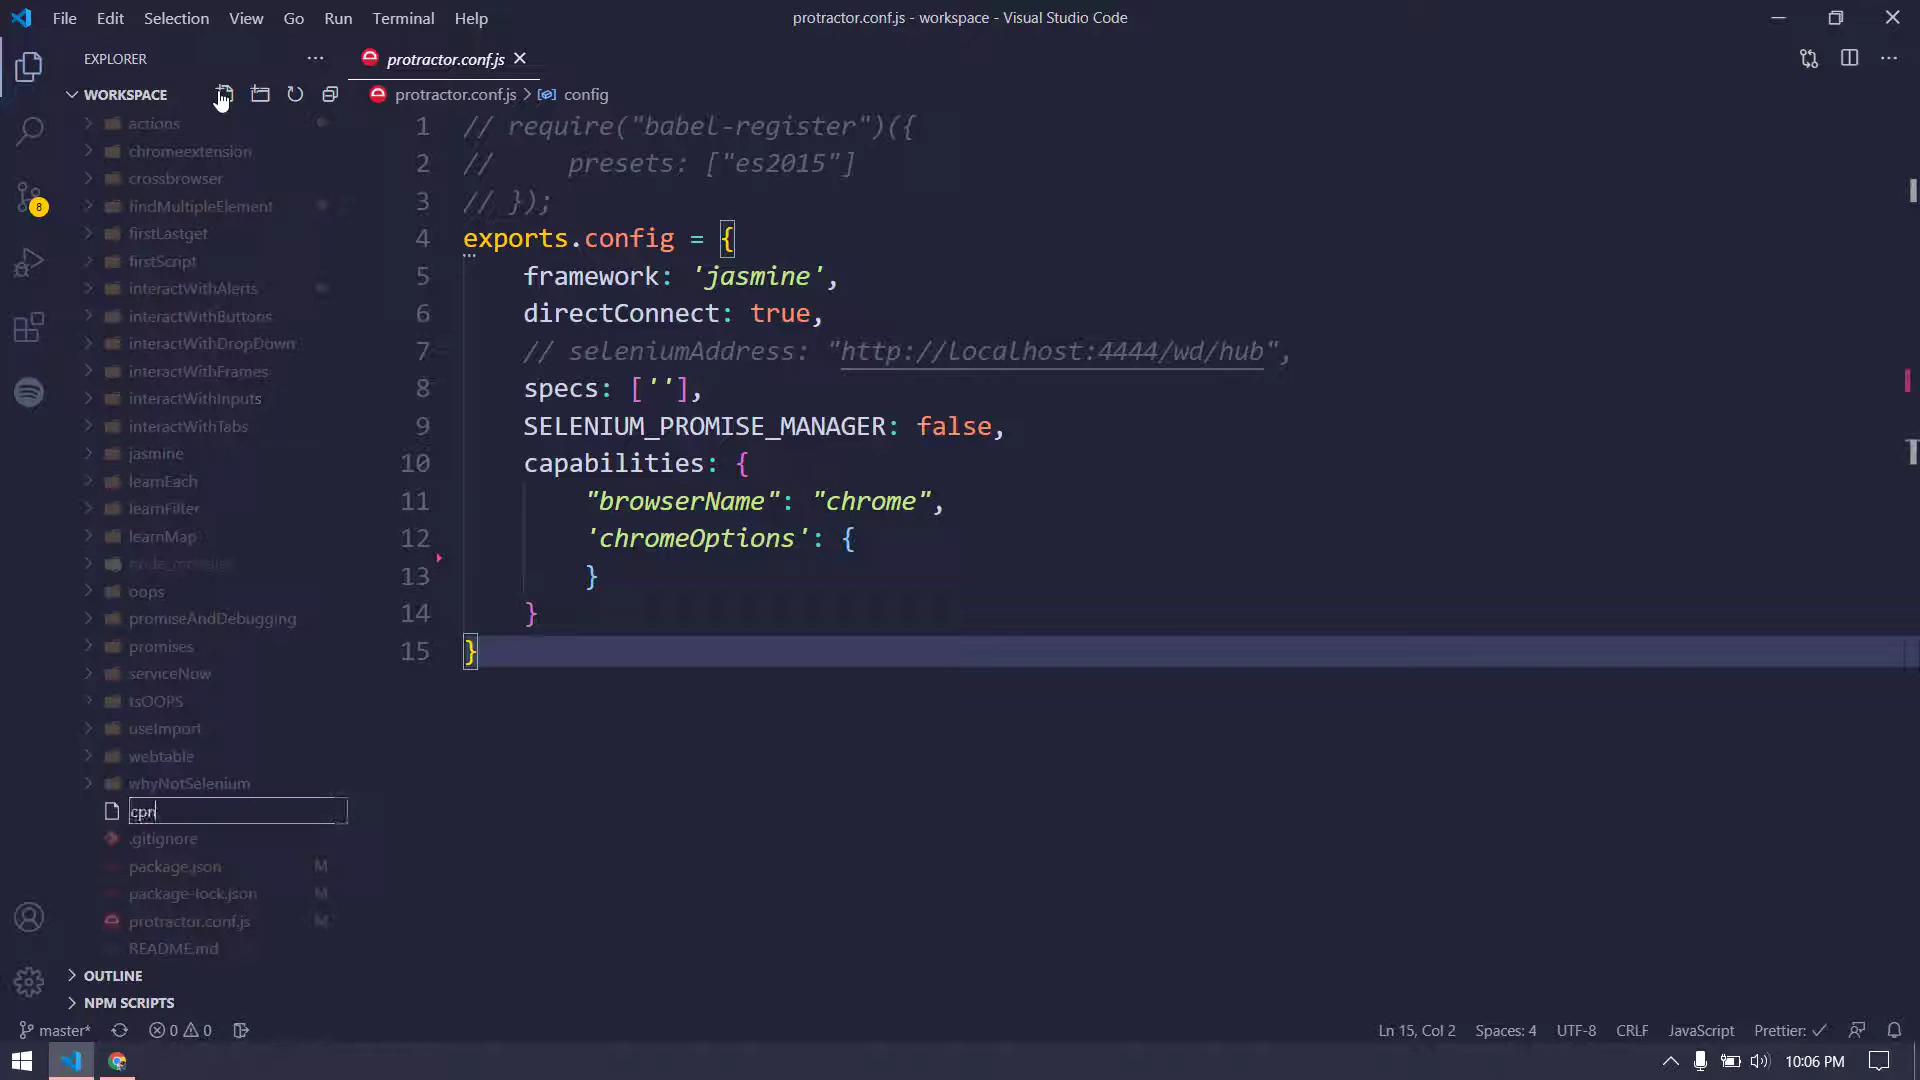 File Edit Selection View Go Run Terminal Help
protractor.conf.js - workspace - Visual Studio Code
EXPLORER
protractor.conf.js
WORKSPACE
protractor.conf.js > config
actions
chromeextension
crossbrowser
findMultipleElement
firstLastget
firstScript
interactWithAlerts
interactWithButtons
interactWithDropDown
interactWithFrames
interactWithInputs
interactWithTabs
jasmine
learnEach
learnFilter
learnMap
node_modules
oops
promiseAndDebugging
promises
serviceNow
tsOOPS
useImport
webtable
whyNotSelenium
cpn
.gitignore
package.json M
package-lock.json M
protractor.conf.js M
README.md
OUTLINE
NPM SCRIPTS
8
1 // require("babel-register")({
2 //     presets: ["es2015"]
3 // });
4 exports.config = {
5 framework: 'jasmine',
6 directConnect: true,
7 // seleniumAddress: "http://localhost:4444/wd/hub",
8 specs: [''],
9 SELENIUM_PROMISE_MANAGER: false,
10 capabilities: {
11 "browserName": "chrome",
12 'chromeOptions': {
13 }
14 }
15 }
master* 0 0
Ln 15, Col 2 Spaces: 4 UTF-8 CRLF JavaScript Prettier: ✓
10:06 PM